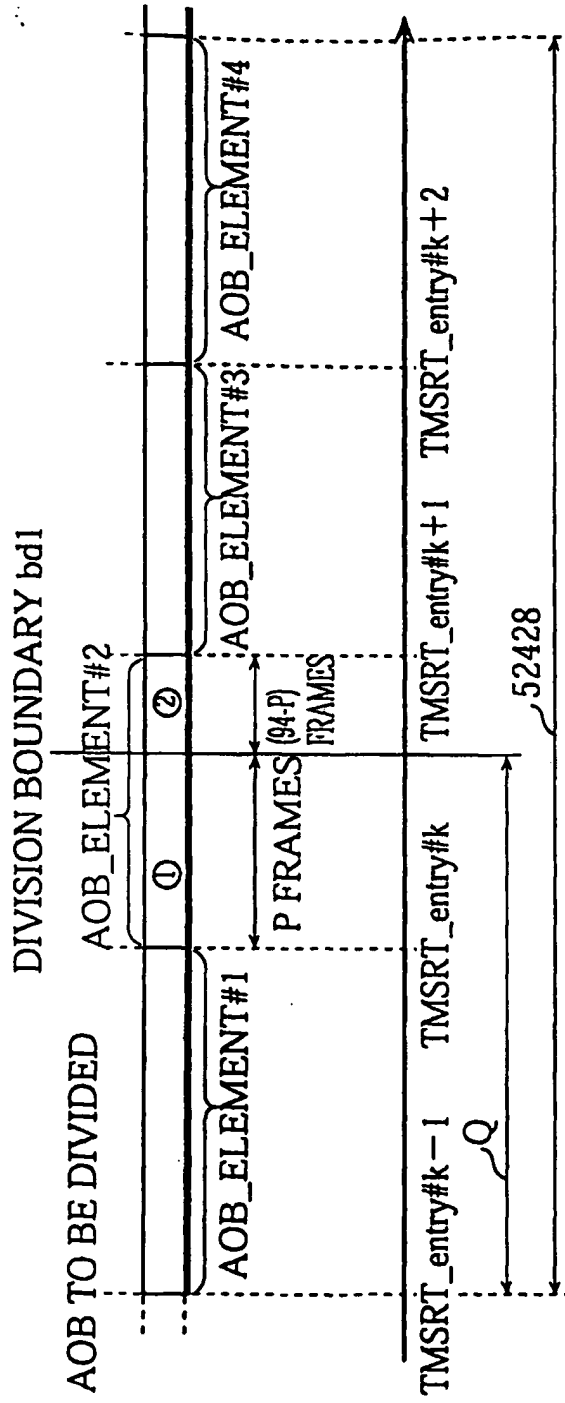 DIVISION BOUNDARY bd1
AOB TO BE DIVIDED
AOB_ELEMENT#2
① ②
AOB_ELEMENT#1
AOB_ELEMENT#3
AOB_ELEMENT#4
P FRAMES
(94-P)
FRAMES
TMSRT_entry#k−1
TMSRT_entry#k
TMSRT_entry#k+1
TMSRT_entry#k+2
Q
52428